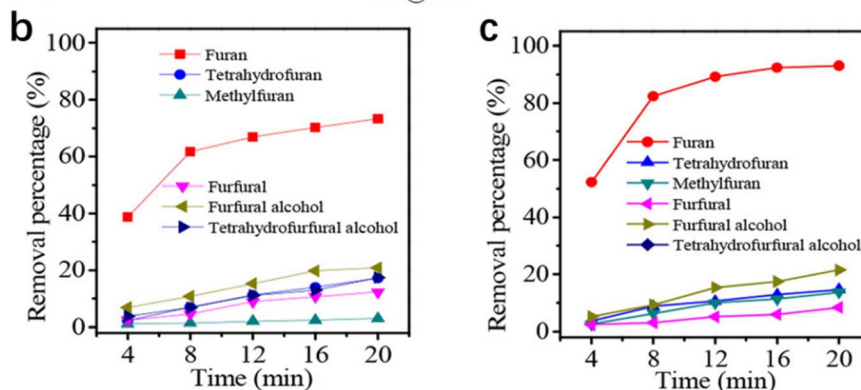 b
Removal percentage (%)
100
80
60
40
20
0
Furan
Tetrahydrofuran
Methylfuran
Furfural
Furfural alcohol
Tetrahydrofurfural alcohol
4 8 12 16 20
Time (min)
c
Removal percentage (%)
100
80
60
40
20
0
Furan
Tetrahydrofuran
Methylfuran
Furfural
Furfural alcohol
Tetrahydrofurfural alcohol
4 8 12 16 20
Time (min)